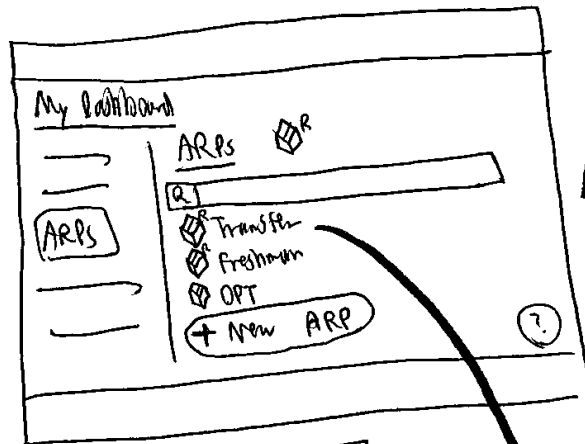 My Dashboard
ARPs R
ARPs
R Transfer
R Freshman
OPT
+ New ARP
?